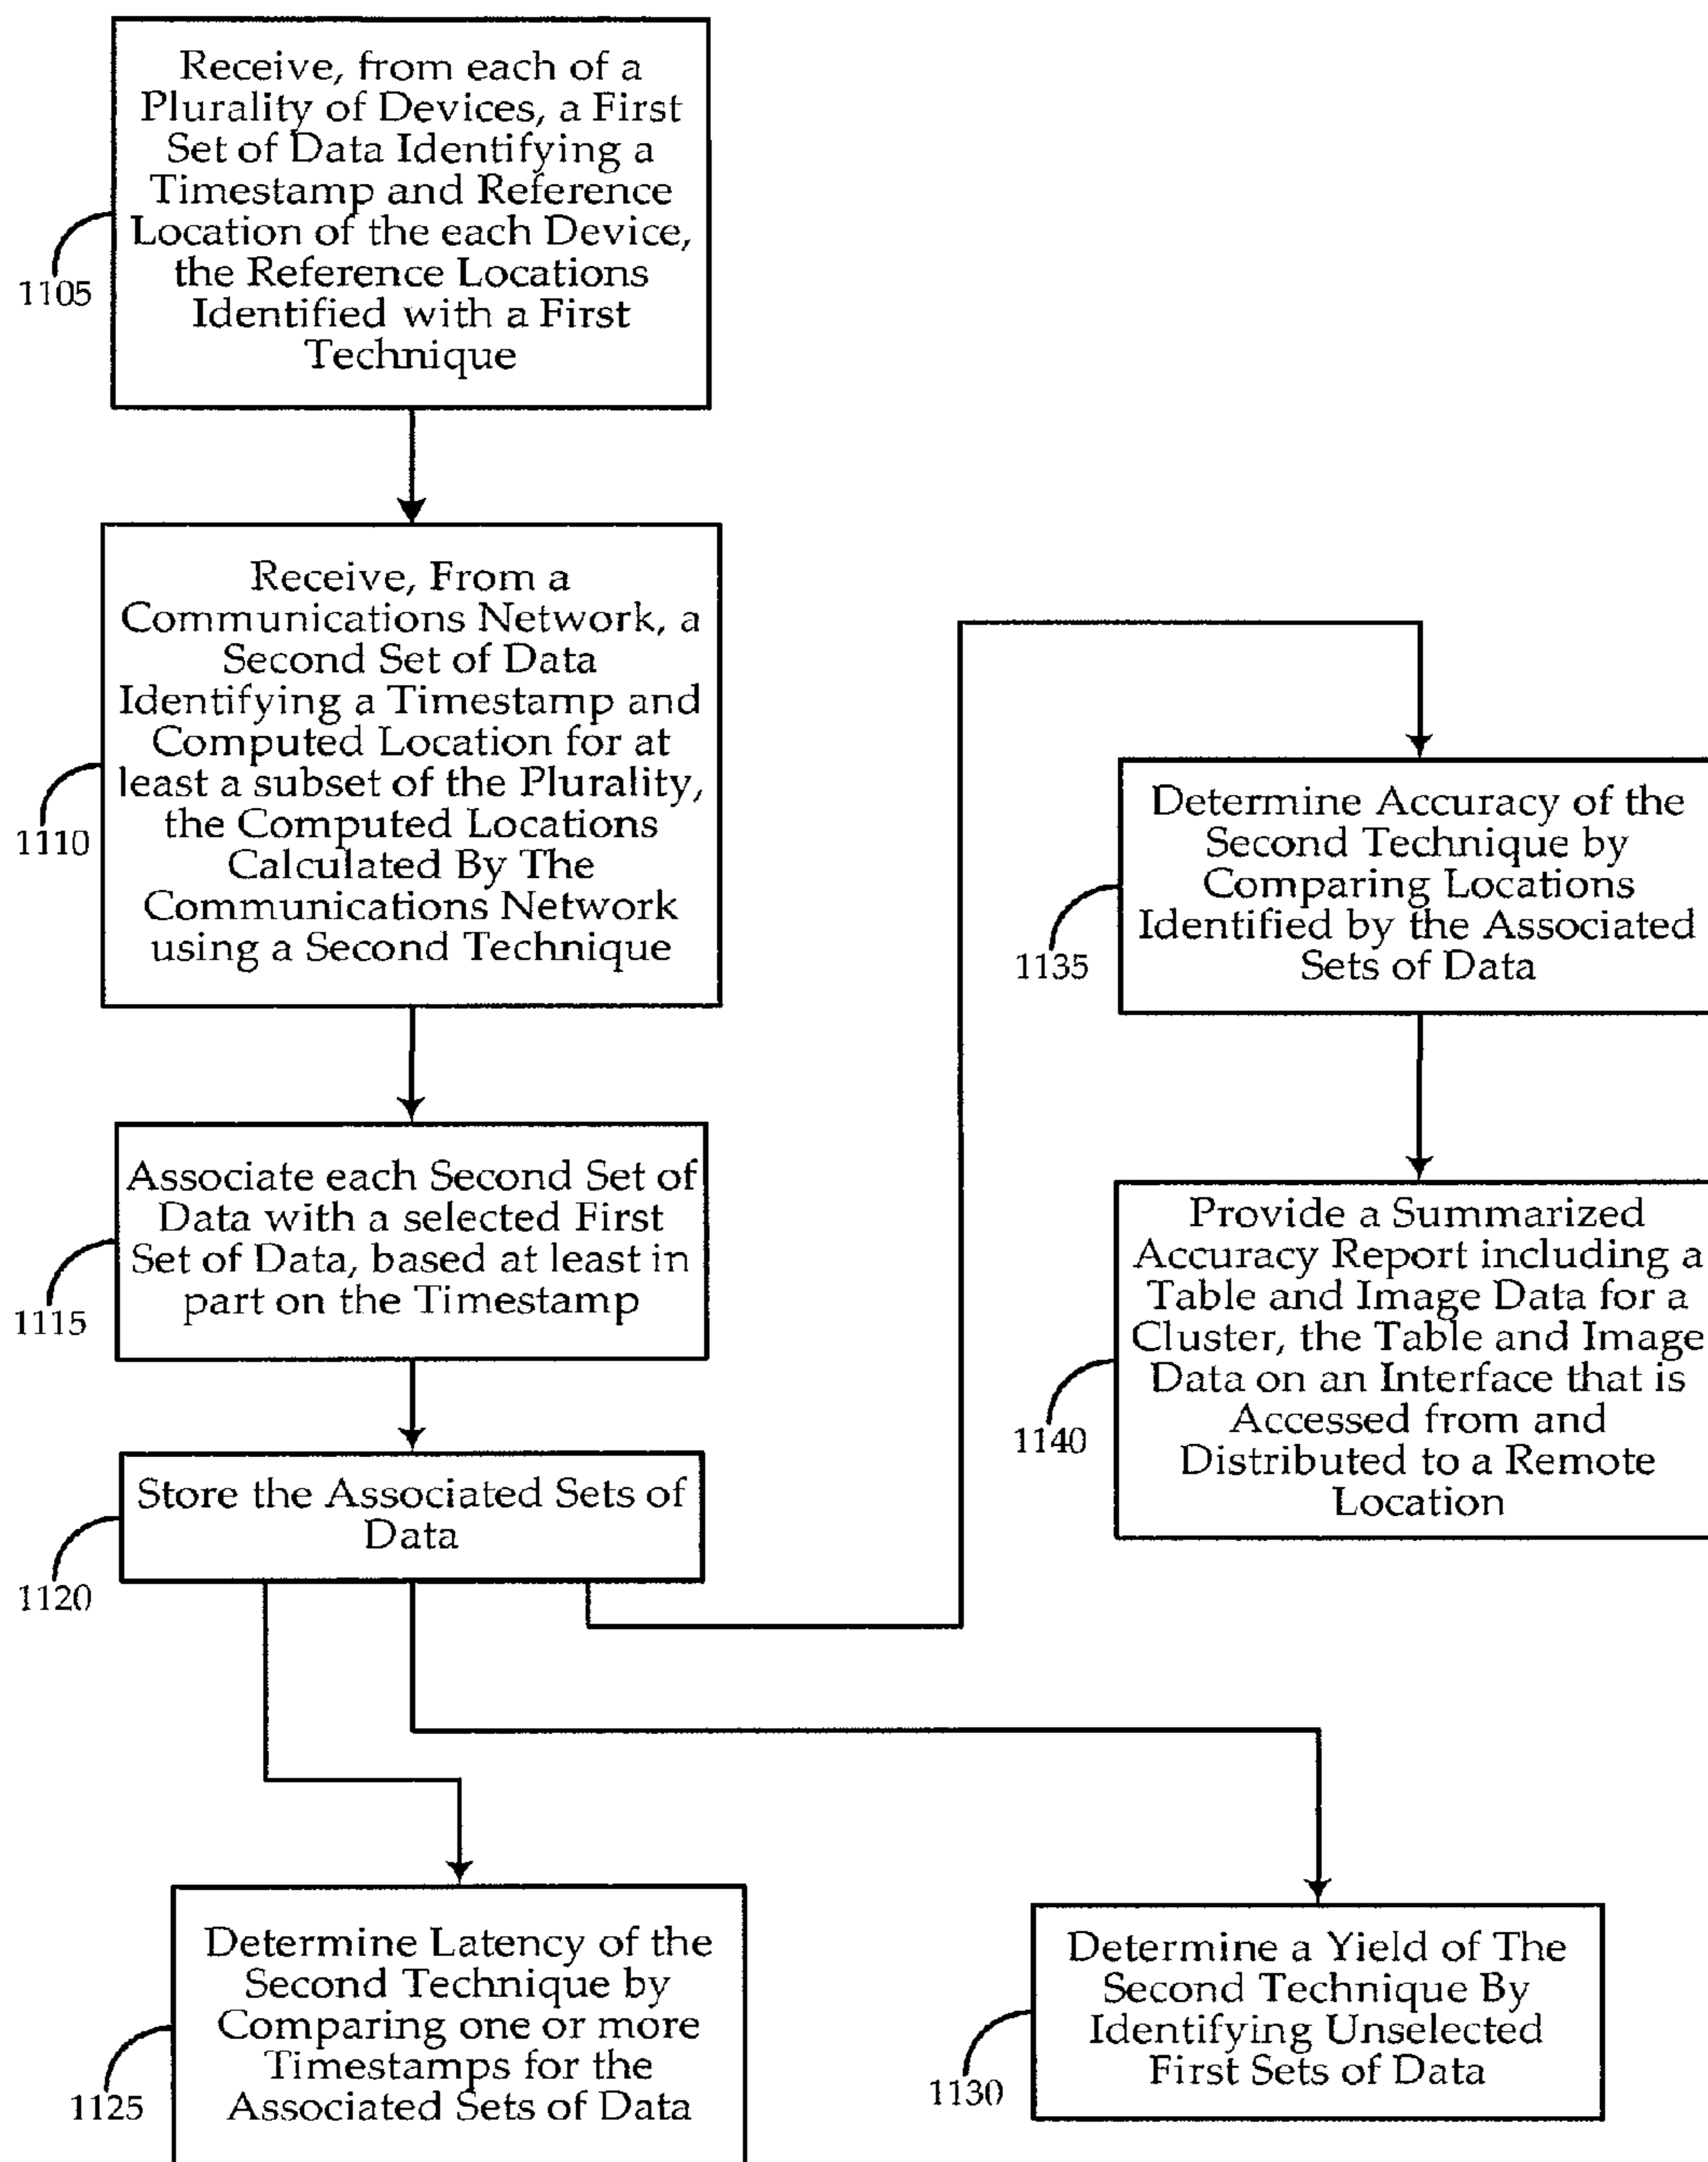 Receive, from each of a
Plurality of Devices, a First
Set of Data Identifying a
Timestamp and Reference
Location of the each Device,
the Reference Locations
Identified with a First
Technique
1105
Receive, From a
Communications Network, a
Second Set of Data
Identifying a Timestamp and
Computed Location for at
least a subset of the Plurality,
the Computed Locations
Calculated By The
Communications Network
using a Second Technique
1110
Associate each Second Set of
Data with a selected First
Set of Data, based at least in
part on the Timestamp
1115
Store the Associated Sets of
Data
1120
Determine Latency of the
Second Technique by
Comparing one or more
Timestamps for the
Associated Sets of Data
1125
Determine a Yield of The
Second Technique By
Identifying Unselected
First Sets of Data
1130
Determine Accuracy of the
Second Technique by
Comparing Locations
Identified by the Associated
Sets of Data
1135
Provide a Summarized
Accuracy Report including a
Table and Image Data for a
Cluster, the Table and Image
Data on an Interface that is
Accessed from and
Distributed to a Remote
Location
1140